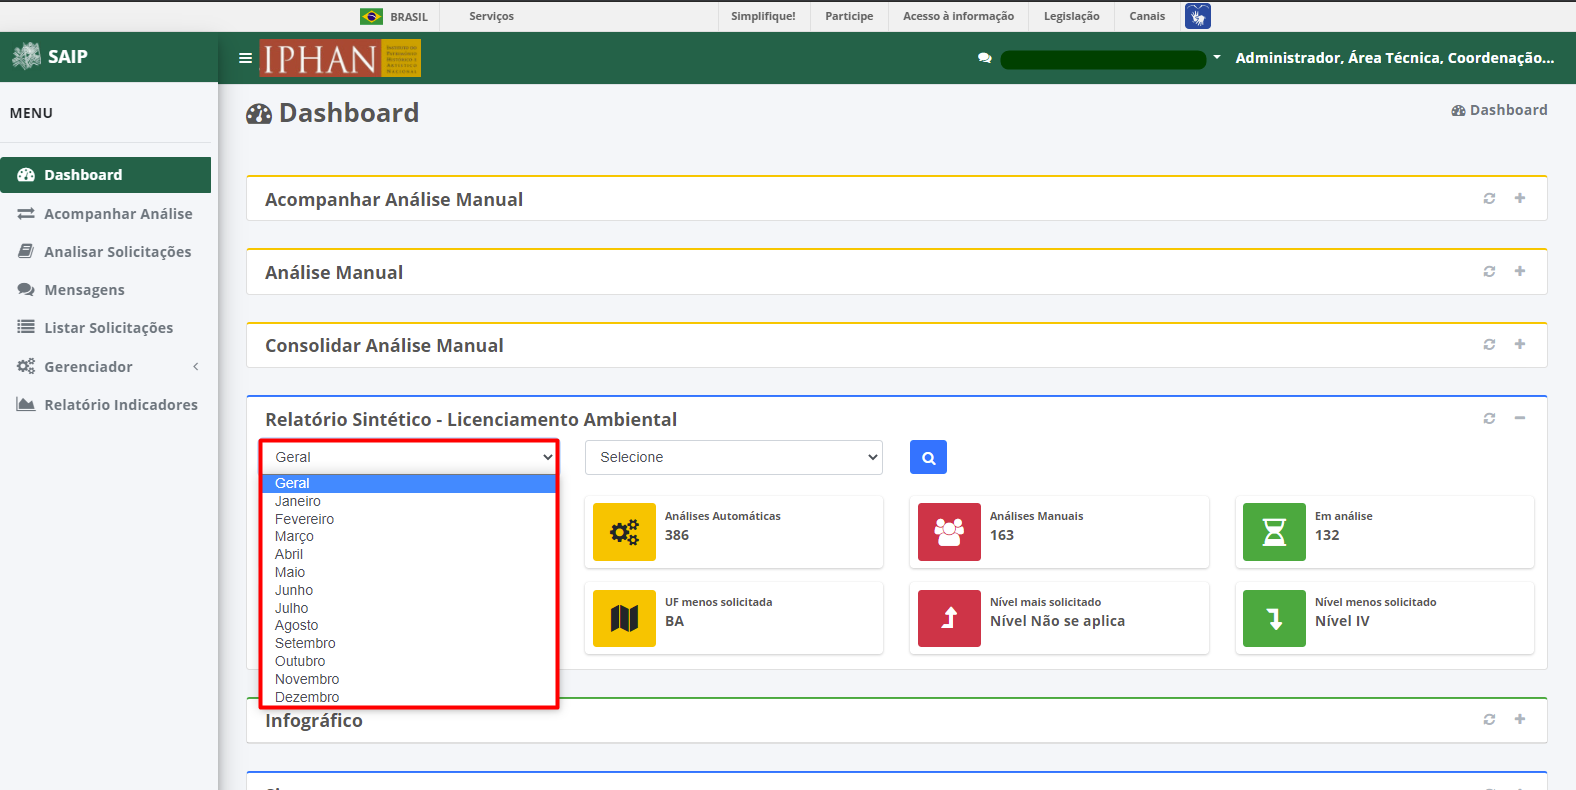 BRASIL Serviços Simplifique! Participe Acesso à informação Legislação Canais
SAIP
IPHAN
Administrador, Área Técnica, Coordenação...
MENU
Dashboard
Acompanhar Análise
Analisar Solicitações
Mensagens
Listar Solicitações
Gerenciador
Relatório Indicadores
Dashboard
Dashboard
Acompanhar Análise Manual
Análise Manual
Consolidar Análise Manual
Relatório Sintético - Licenciamento Ambiental
Geral
Selecione
Geral
Janeiro
Fevereiro
Março
Abril
Maio
Junho
Julho
Agosto
Setembro
Outubro
Novembro
Dezembro
Análises Automáticas
386
Análises Manuais
163
Em análise
132
UF menos solicitada
BA
Nível mais solicitado
Nível Não se aplica
Nível menos solicitado
Nível IV
Infográfico